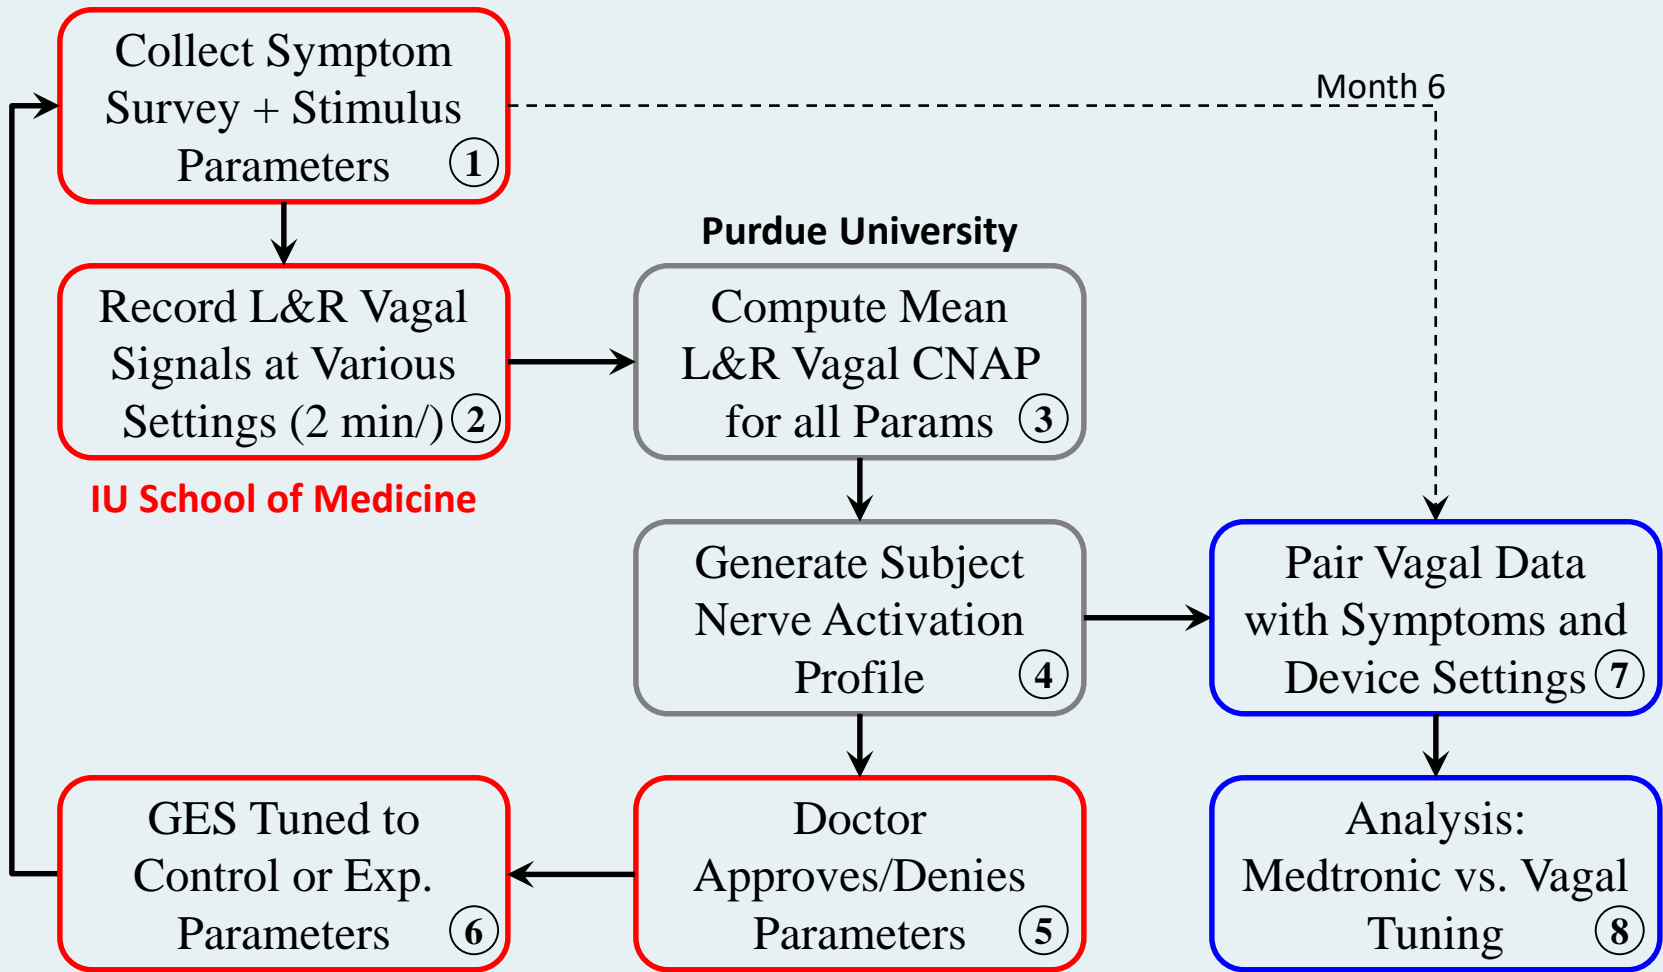 Collect Symptom
Survey + Stimulus
Parameters ①
Month 6
Record L&R Vagal
Signals at Various
Settings (2 min/) ②
IU School of Medicine
Purdue University
Compute Mean
L&R Vagal CNAP
for all Params ③
Generate Subject
Nerve Activation
Profile ④
Doctor
Approves/Denies
Parameters ⑤
GES Tuned to
Control or Exp.
Parameters ⑥
Pair Vagal Data
with Symptoms and
Device Settings ⑦
Analysis:
Medtronic vs. Vagal
Tuning ⑧